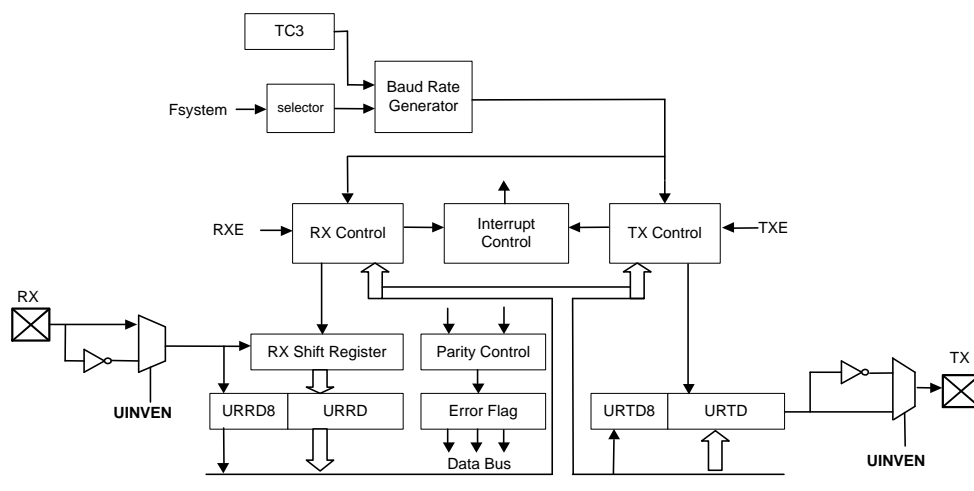 TC3
Baud Rate
Generator
Fsystem
selector
RXE
RX Control
Interrupt
Control
TX Control
TXE
RX
RX Shift Register
Parity Control
TX
UINVEN
URRD8
URRD
Error Flag
URTD8
URTD
Data Bus
UINVEN